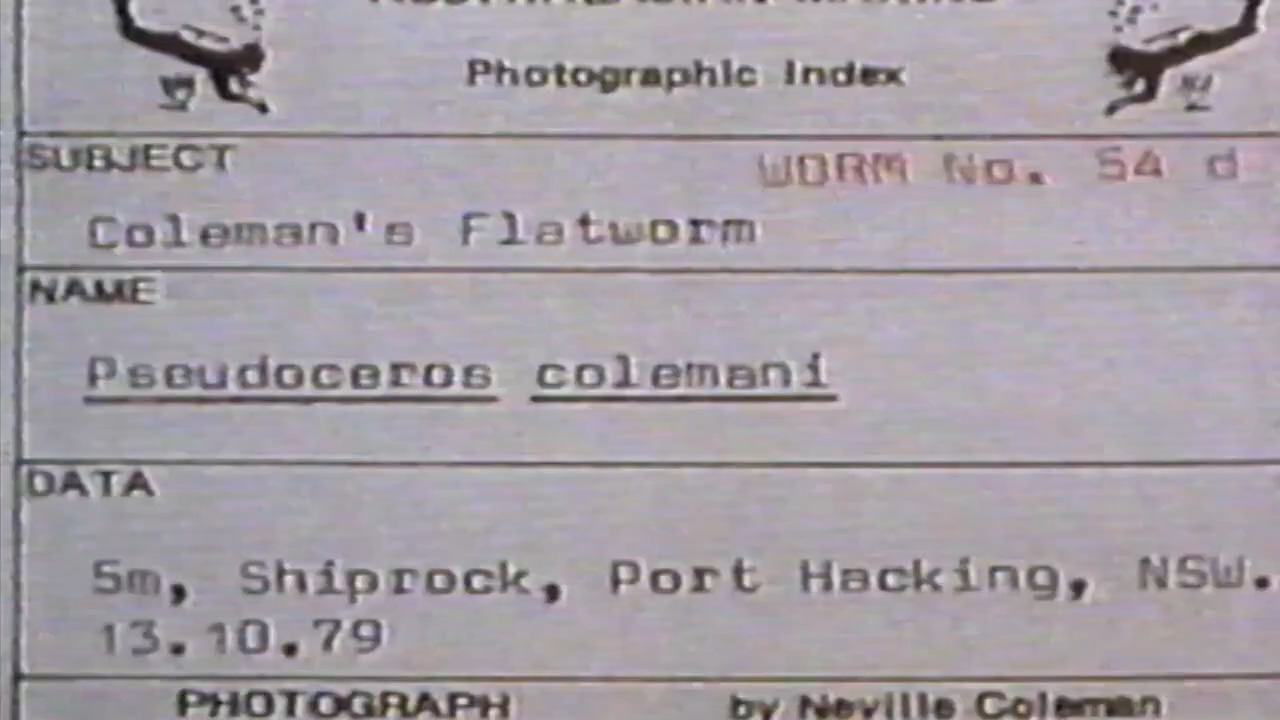 Photographic Index
SUBJECT
WORM No. 54 d
Coleman's Flatworm
NAME
Pseudoceros colemani
DATA
5m, Shiprock, Port Hacking, NSW.
13.10.79
PHOTOGRAPH by Neville Coleman